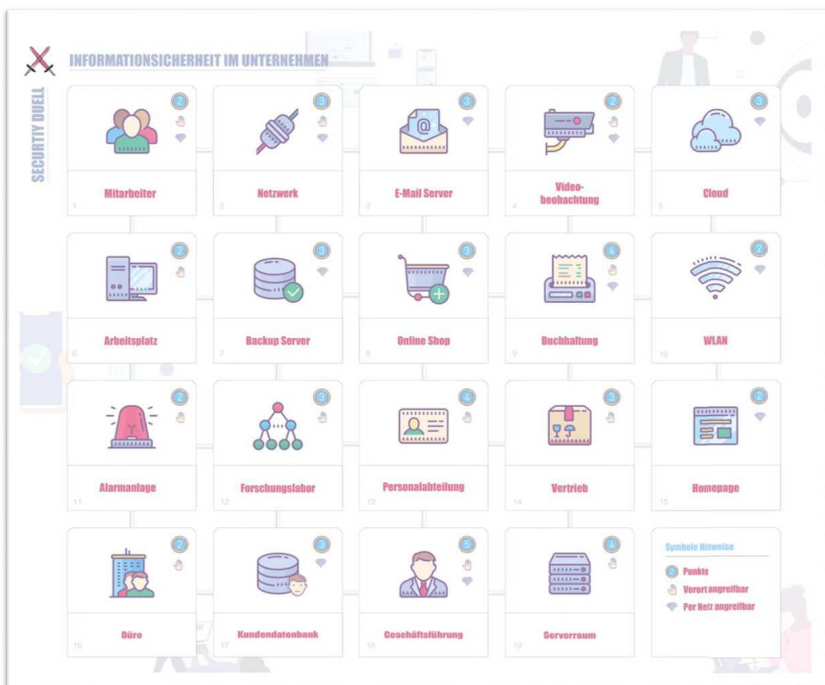 INFORMATIONSICHERHEIT IM UNTERNEHMEN
SECURTIY DUELL
2
Mitarbeiter
1
3
Netzwerk
2
3
@
E-Mail Server
3
2
Video-
beobachtung
4
3
Cloud
5
2
Arbeitsplatz
6
3
Backup Server
7
3
Online Shop
8
4
Buchhaltung
9
2
WLAN
10
2
Alarmanlage
11
3
Forschungslabor
12
4
Personalabteilung
13
3
Vertrieb
14
2
Homepage
15
2
Büro
16
3
Kundendatenbank
17
5
Geschäftsführung
18
4
Serverraum
19
Symbole Hinweise
Punkte
Vorort angreifbar
Per Netz angreifbar